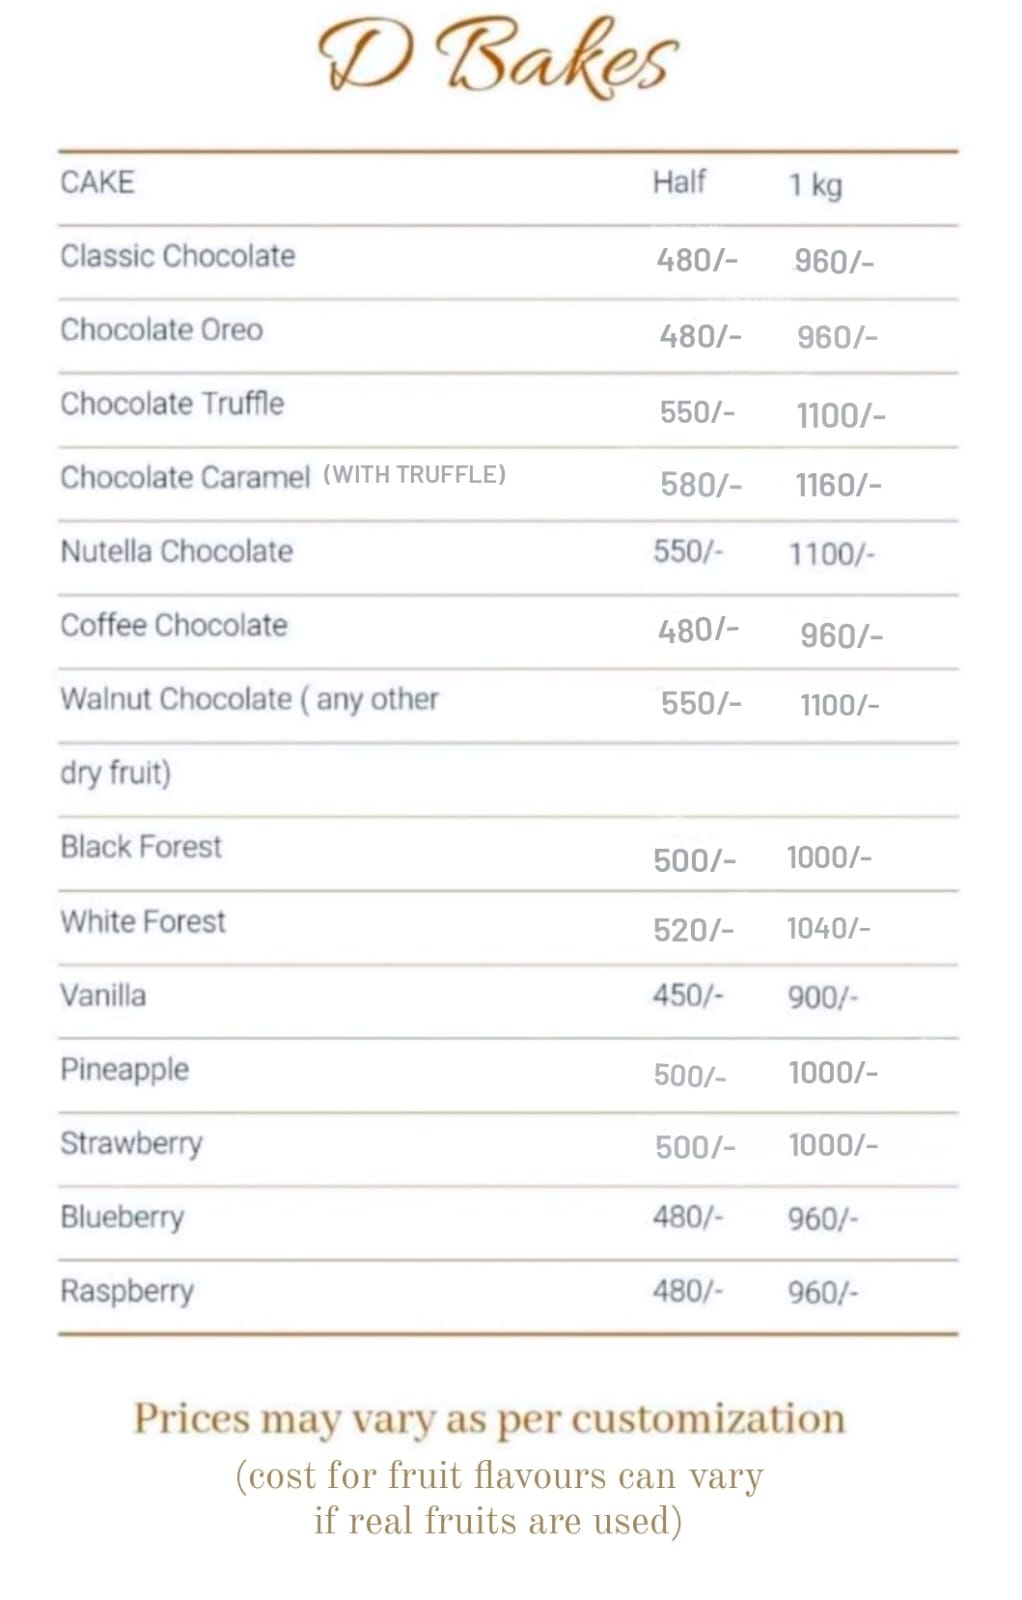 D Bakes
CAKE Half 1 kg
Classic Chocolate 480/- 960/-
Chocolate Oreo 480/- 960/-
Chocolate Truffle 550/- 1100/-
Chocolate Caramel (WITH TRUFFLE) 580/- 1160/-
Nutella Chocolate 550/- 1100/-
Coffee Chocolate 480/- 960/-
Walnut Chocolate ( any other 550/- 1100/-
dry fruit)
Black Forest 500/- 1000/-
White Forest 520/- 1040/-
Vanilla 450/- 900/-
Pineapple 500/- 1000/-
Strawberry 500/- 1000/-
Blueberry 480/- 960/-
Raspberry 480/- 960/-
Prices may vary as per customization
(cost for fruit flavours can vary
if real fruits are used)